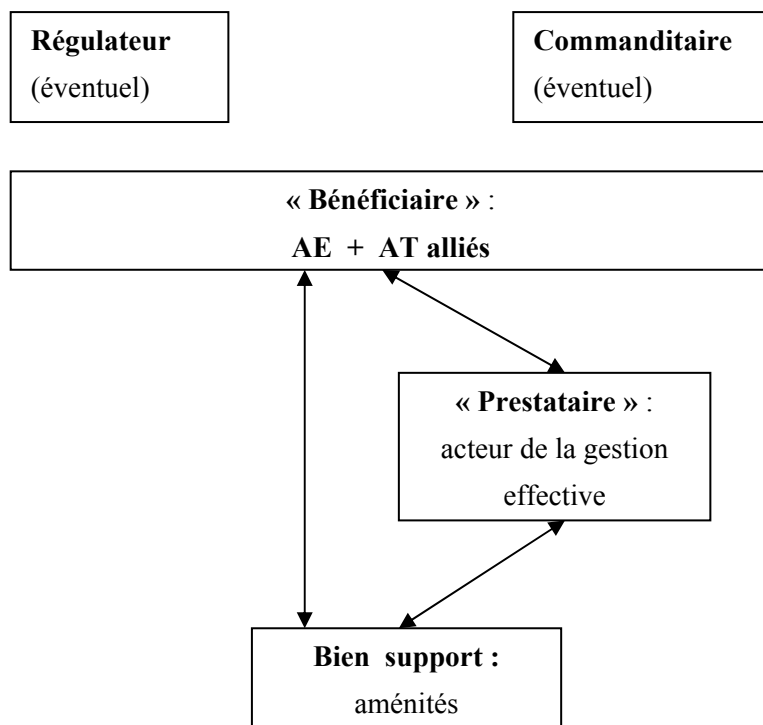 Régulateur
(éventuel)
Commanditaire
(éventuel)
« Bénéficiaire » :
AE + AT alliés
« Prestataire » :
acteur de la gestion
effective
Bien support :
aménités